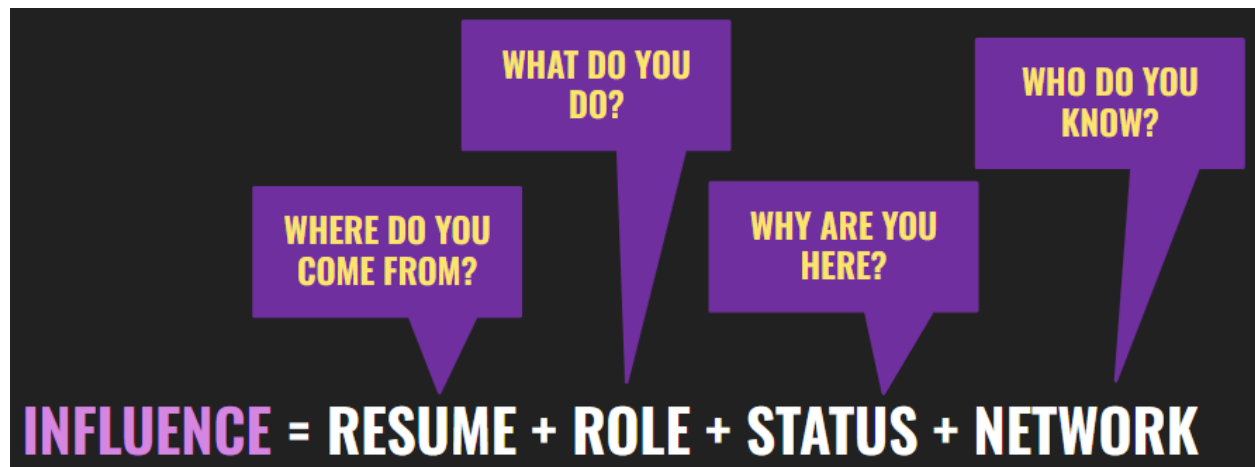 WHAT DO YOU
DO?
WHO DO YOU
KNOW?
WHERE DO YOU
COME FROM?
WHY ARE YOU
HERE?
INFLUENCE = RESUME + ROLE + STATUS + NETWORK